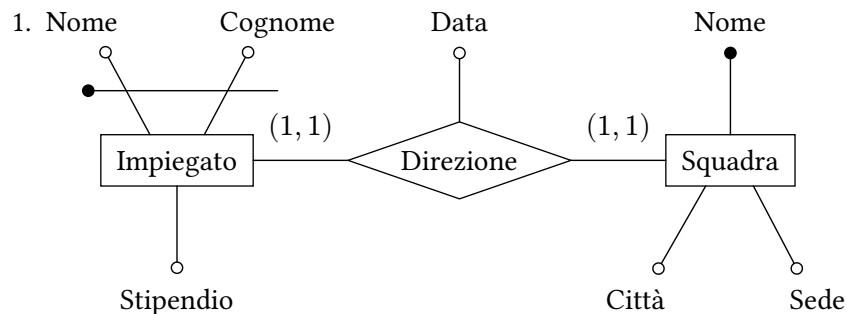 1. Nome Cognome Data Nome
(1, 1) (1, 1)
Impiegato Direzione Squadra
Stipendio Città Sede